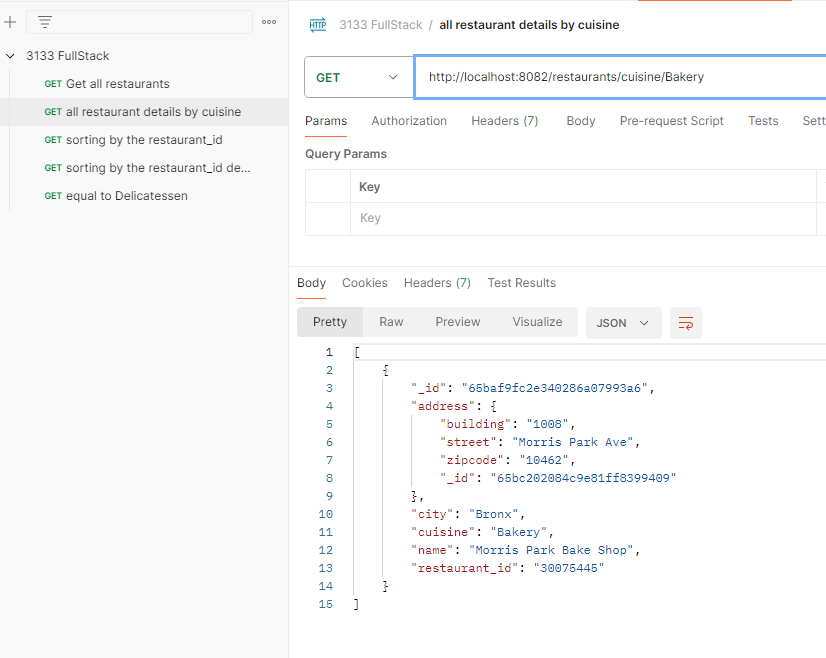 HTTP 3133 FullStack / all restaurant details by cuisine
3133 FullStack
GET Get all restaurants
GET all restaurant details by cuisine
GET sorting by the restaurant_id
GET sorting by the restaurant_id de...
GET equal to Delicatessen
GET http://localhost:8082/restaurants/cuisine/Bakery
Params Authorization Headers (7) Body Pre-request Script Tests Sett
Query Params
Key
Key
Body Cookies Headers (7) Test Results
Pretty Raw Preview Visualize JSON
1 [
2 {
3 "_id": "65baf9fc2e340286a07993a6",
4 "address": {
5 "building": "1008",
6 "street": "Morris Park Ave",
7 "zipcode": "10462",
8 "_id": "65bc202084c9e81ff8399409"
9 },
10 "city": "Bronx",
11 "cuisine": "Bakery",
12 "name": "Morris Park Bake Shop",
13 "restaurant_id": "30075445"
14 }
15 ]